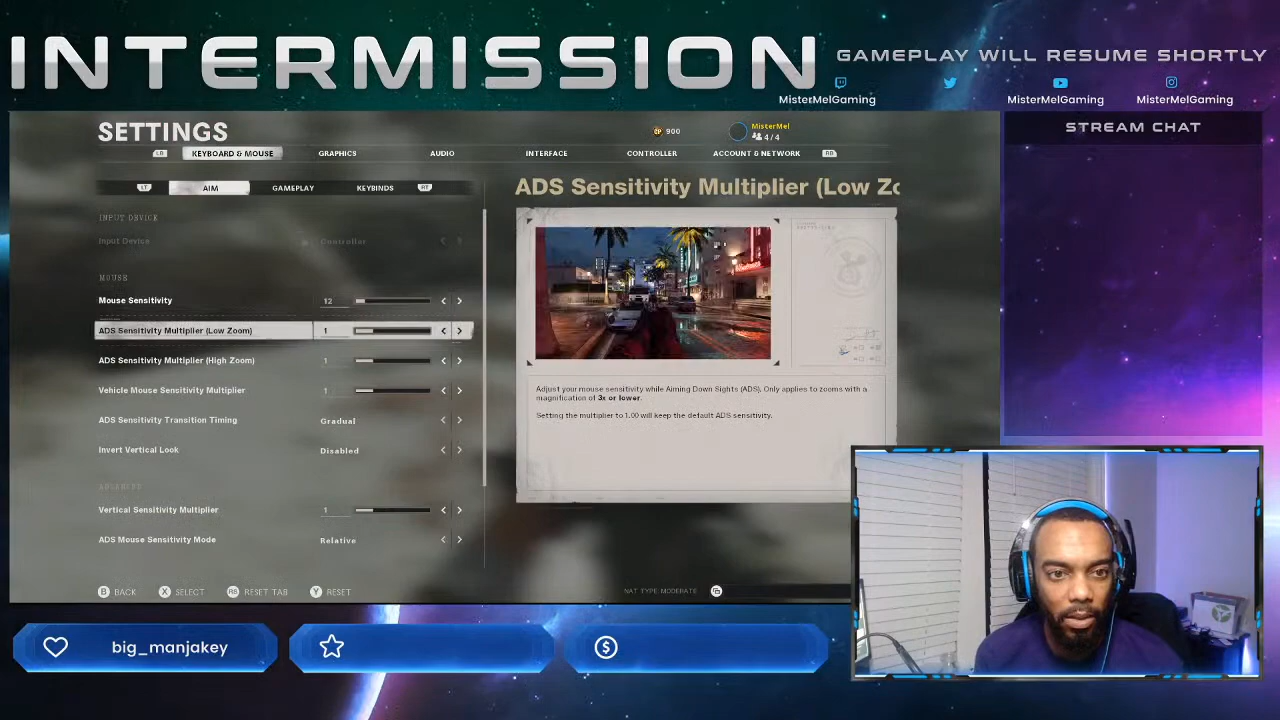 INTERMISSION
GAMEPLAY WILL RESUME SHORTLY
MisterMelGaming
MisterMelGaming
MisterMelGaming
STREAM CHAT
SETTINGS
900
MisterMel
4/4
LB
KEYBOARD & MOUSE
GRAPHICS
AUDIO
INTERFACE
CONTROLLER
ACCOUNT & NETWORK
RB
LT
AIM
GAMEPLAY
KEYBINDS
RT
INPUT DEVICE
Input Device
Controller
MOUSE
Mouse Sensitivity
12
ADS Sensitivity Multiplier (Low Zoom)
1
ADS Sensitivity Multiplier (High Zoom)
1
Vehicle Mouse Sensitivity Multiplier
1
ADS Sensitivity Transition Timing
Gradual
Invert Vertical Look
Disabled
ADVANCED
Vertical Sensitivity Multiplier
1
ADS Mouse Sensitivity Mode
Relative
ADS Sensitivity Multiplier (Low Zo
Adjust your mouse sensitivity while Aiming Down Sights (ADS). Only applies to zooms with a
magnification of 3x or lower.
Setting the multiplier to 1.00 will keep the default ADS sensitivity.
B BACK
X SELECT
RS RESET TAB
Y RESET
NAT TYPE: MODERATE
big_manjakey